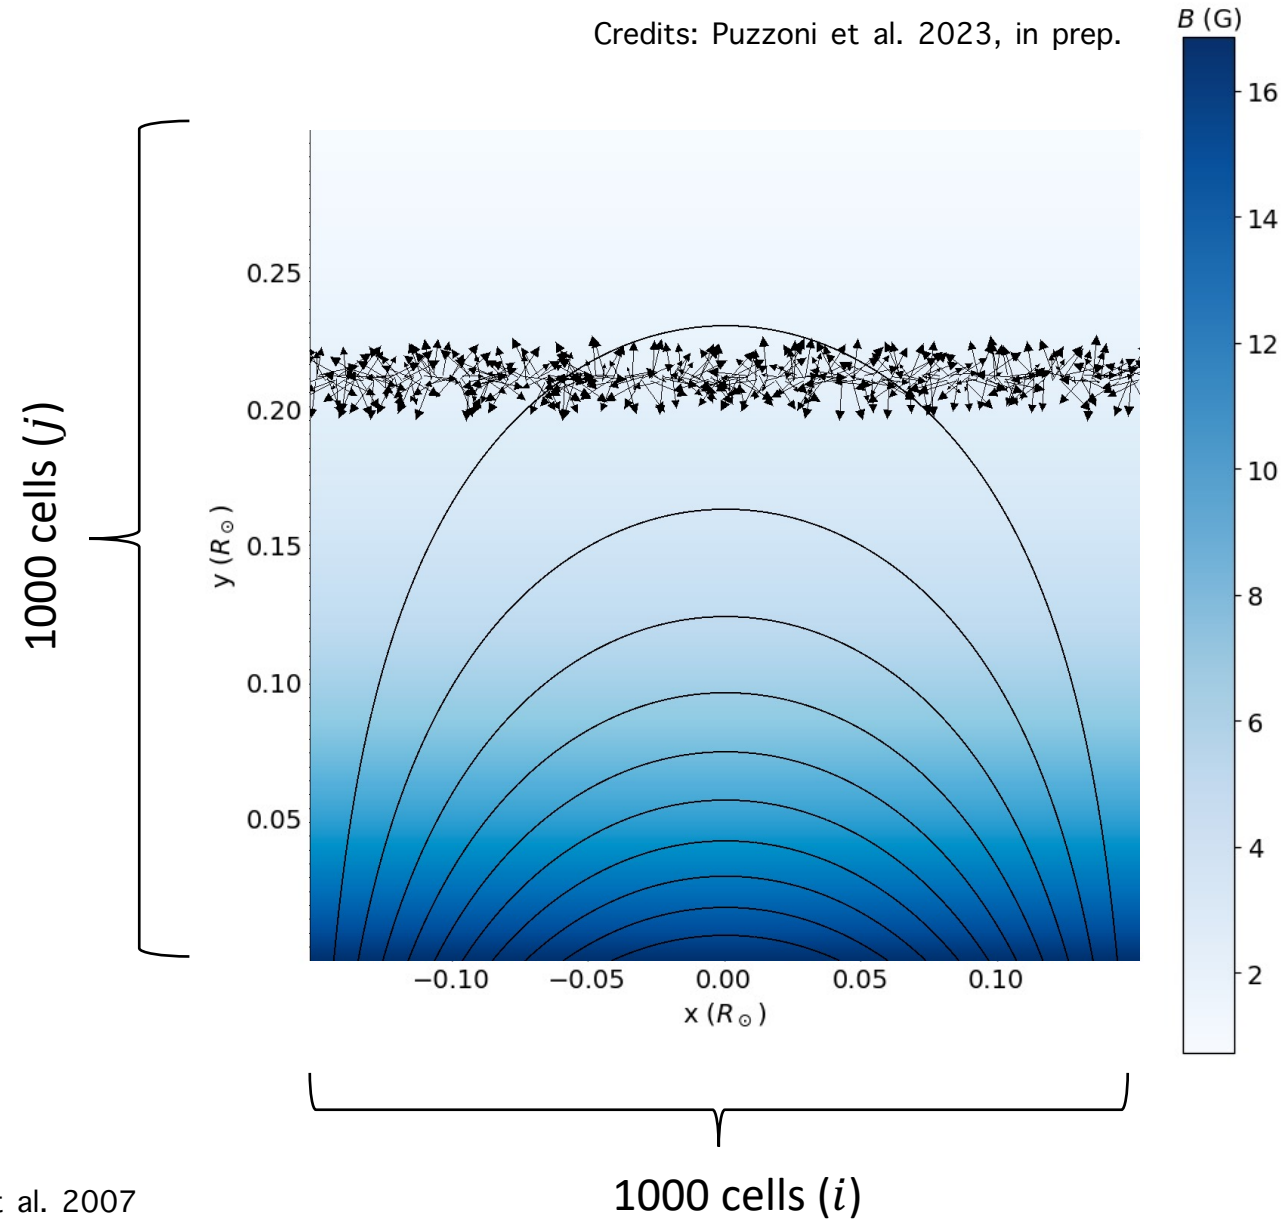 Credits: Puzzoni et al. 2023, in prep.
B (G)
16
14
12
10
8
6
4
2
1000 cells (j)
y (R☉)
0.25
0.20
0.15
0.10
0.05
−0.10 −0.05 0.00 0.05 0.10
x (R☉)
1000 cells (i)
t al. 2007